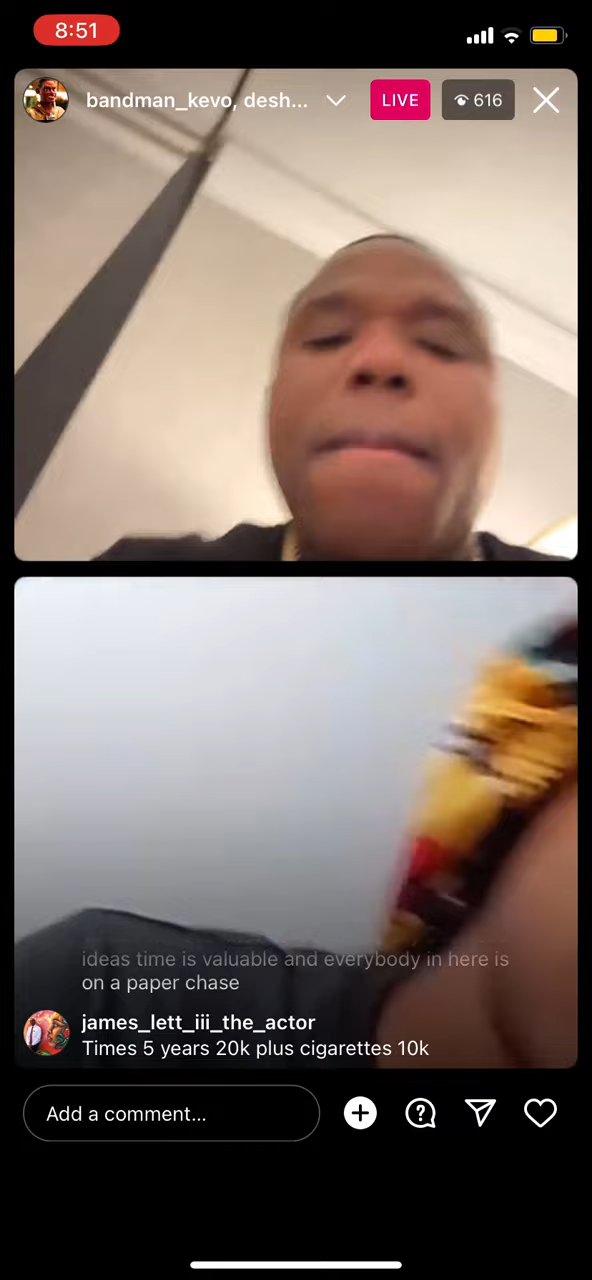 8:51
bandman_kevo, desh...
LIVE
616
ideas time is valuable and everybody in here is
on a paper chase
james_lett_iii_the_actor
Times 5 years 20k plus cigarettes 10k
Add a comment...